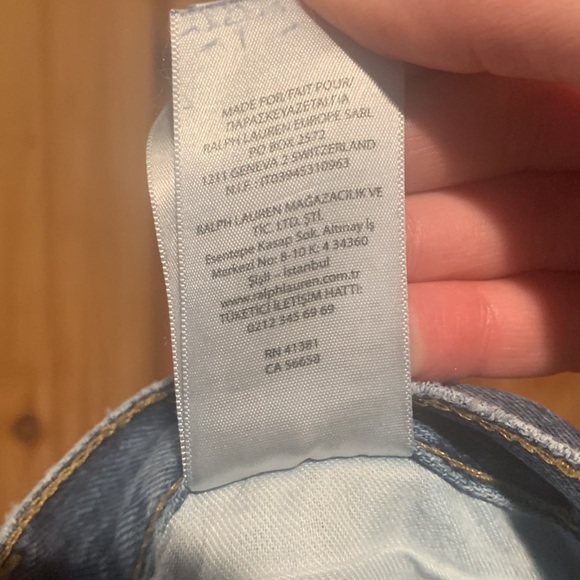 MADE FOR/FAIT POUR/
ΠΑΡΑΣΚΕΥΑΖΕΤΑΙ ΓΙΑ
RALPH LAUREN EUROPE SARL
PO BOX 2572
1211 GENEVA 2 SWITZERLAND
N.I.F.: IT03945310963
RALPH LAUREN MAĞAZACILIK VE
TİC. LTD. ŞTİ.
Esentepe Kasap Sok. Altınay İş
Merkezi No: 8-10 K: 4 34360
Şişli - İstanbul
www.ralphlauren.com.tr
TÜKETİCİ İLETİŞİM HATTI:
0212 345 69 69
RN 41381
CA 56658